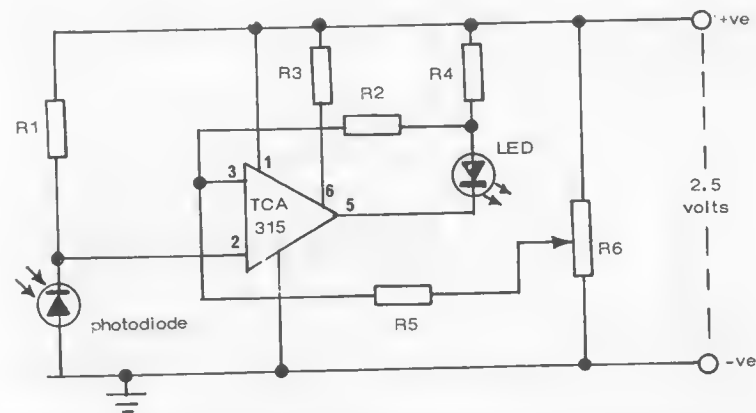 +ve
R3
R4
R2
R1
LED
3
1
6
TCA
5
315
2.5
volts
2
R6
R5
photodiode
-ve